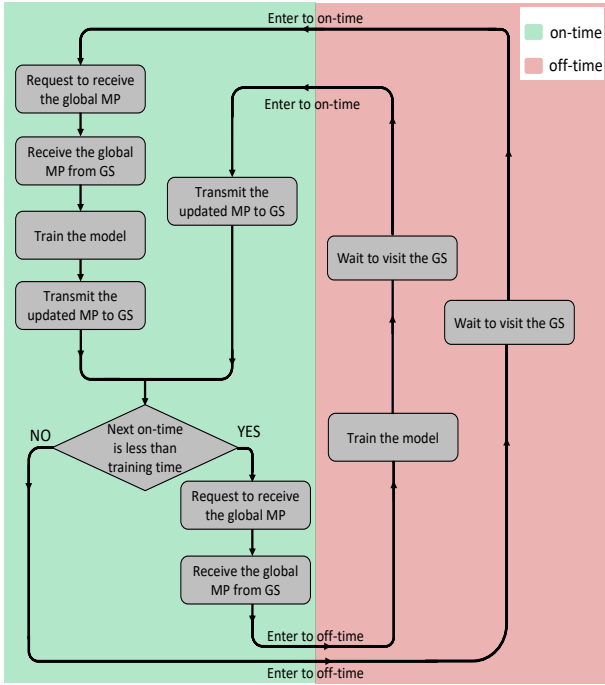 Enter to on-time
on-time
off-time
Request to receive
the global MP
Enter to on-time
Receive the global
MP from GS
Transmit the
updated MP to GS
Train the model
Wait to visit the GS
Transmit the
updated MP to GS
Wait to visit the GS
Next on-time
is less than
training time
NO
YES
Train the model
Request to receive
the global MP
Receive the global
MP from GS
Enter to off-time
Enter to off-time